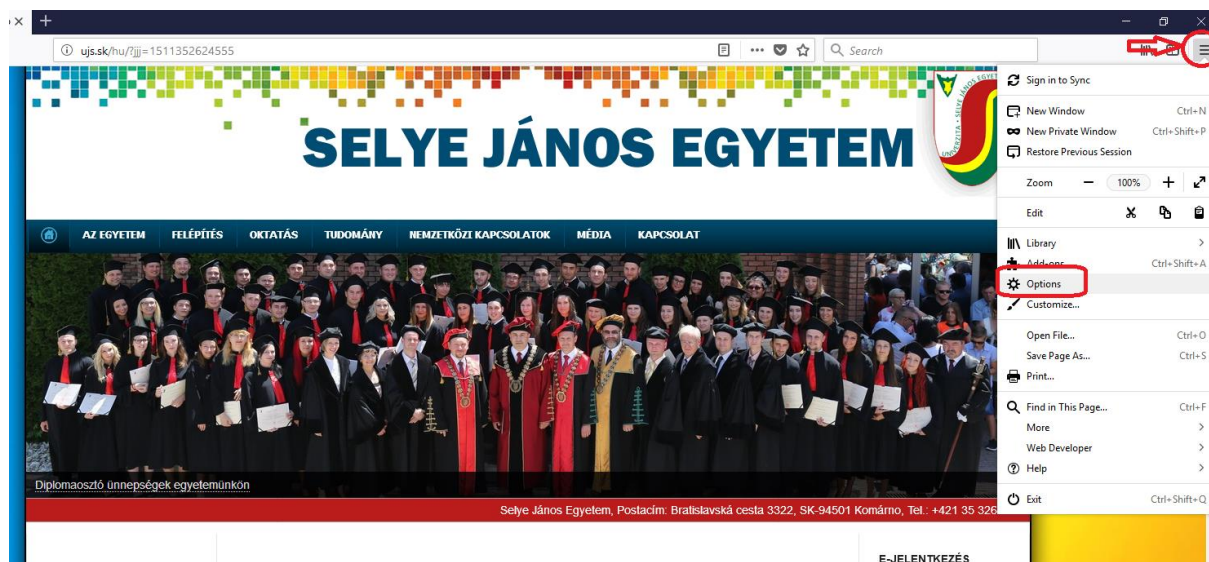 ujs.sk/hu/?jjj=1511352624555
Search
SELYE JÁNOS EGYETEM
AZ EGYETEM FELÉPÍTÉS OKTATÁS TUDOMÁNY NEMZETKÖZI KAPCSOLATOK MÉDIA KAPCSOLAT
Diplomaosztó ünnepségek egyetemünkön
Selye János Egyetem, Postacím: Bratislavská cesta 3322, SK-94501 Komárno, Tel.: +421 35 326
E-JELENTKEZÉS
Sign in to Sync
New Window Ctrl+N
New Private Window Ctrl+Shift+P
Restore Previous Session
Zoom 100%
Edit
Library
Add-ons Ctrl+Shift+A
Options
Customize...
Open File... Ctrl+O
Save Page As... Ctrl+S
Print...
Find in This Page... Ctrl+F
More
Web Developer
Help
Exit Ctrl+Shift+Q